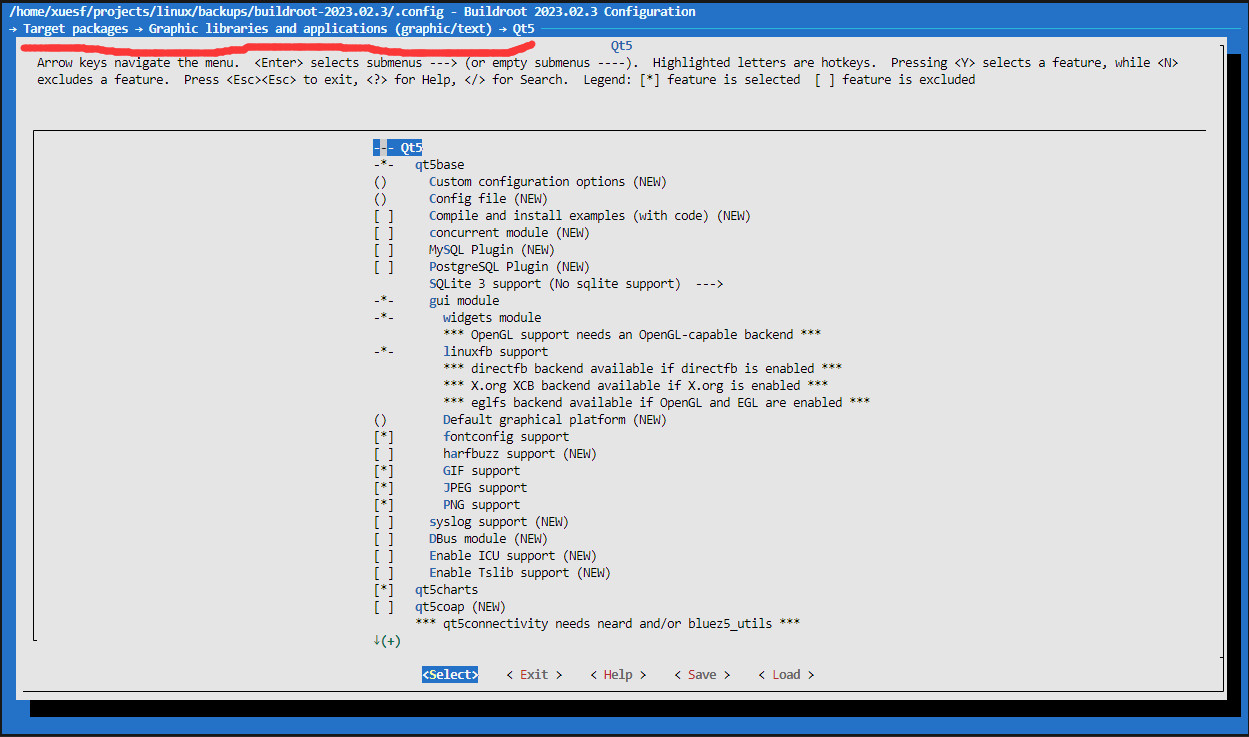 /home/xuesf/projects/linux/backups/buildroot-2023.02.3/.config - Buildroot 2023.02.3 Configuration
→ Target packages → Graphic libraries and applications (graphic/text) → Qt5
Qt5
Arrow keys navigate the menu.  <Enter> selects submenus ---> (or empty submenus ----).  Highlighted letters are hotkeys.  Pressing <Y> selects a feature, while <N>
excludes a feature.  Press <Esc><Esc> to exit, <?> for Help, </> for Search.  Legend: [*] feature is selected  [ ] feature is excluded
--- Qt5
-*-   qt5base
()      Custom configuration options (NEW)
()      Config file (NEW)
[ ]     Compile and install examples (with code) (NEW)
[ ]     concurrent module (NEW)
[ ]     MySQL Plugin (NEW)
[ ]     PostgreSQL Plugin (NEW)
SQLite 3 support (No sqlite support)  --->
-*-     gui module
-*-       widgets module
*** OpenGL support needs an OpenGL-capable backend ***
-*-       linuxfb support
*** directfb backend available if directfb is enabled ***
*** X.org XCB backend available if X.org is enabled ***
*** eglfs backend available if OpenGL and EGL are enabled ***
()        Default graphical platform (NEW)
[*]       fontconfig support
[ ]       harfbuzz support (NEW)
[*]       GIF support
[*]       JPEG support
[*]       PNG support
[ ]     syslog support (NEW)
[ ]     DBus module (NEW)
[ ]     Enable ICU support (NEW)
[ ]     Enable Tslib support (NEW)
[*]   qt5charts
[ ]   qt5coap (NEW)
*** qt5connectivity needs neard and/or bluez5_utils ***
↓(+)
<Select>    < Exit >    < Help >    < Save >    < Load >